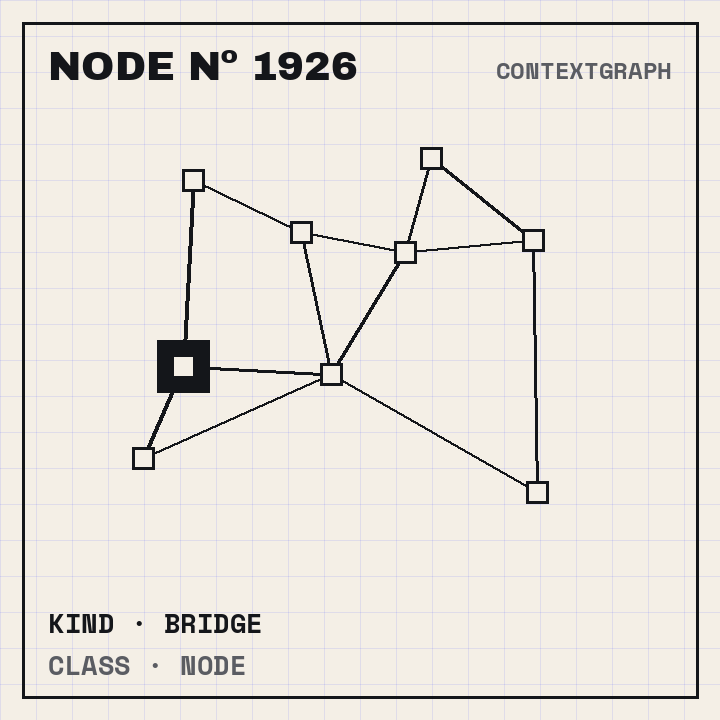 NODE Nº 1926
CONTEXTGRAPH
KIND · BRIDGE
CLASS · NODE